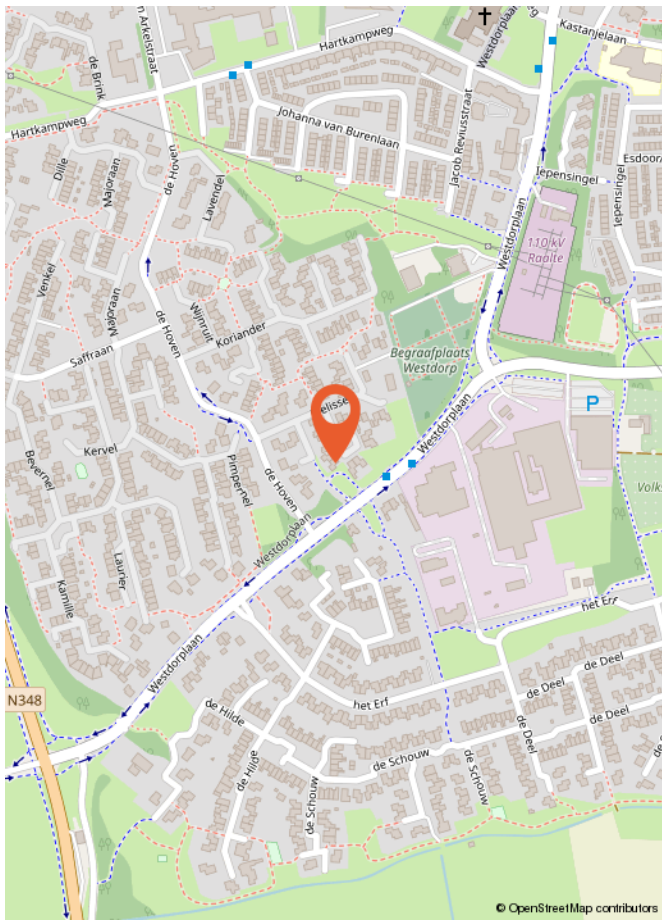 n Arkelstraat
de Brink
Hartkampweg
Westdorplaan
Kastanjelaan
Hartkampweg
de Hoven
Johanna van Burenlaan
Jacob Reviusstraat
Iepensingel
Iepensingel
Esdoor
Dille
Majoraan
Lavendel
Westdorplaan
110 kV
Raalte
Venkel
Majoraan
de Hoven
Wijnruit
Koriander
Saffraan
Begraafplaats
Westdorp
elisse
Westdorplaan
P
Kervel
Bevernel
Pimpernel
de Hoven
Volks
Westdorplaan
Laurier
Kamille
het Erf
Westdorplaan
N348
de Hilde
het Erf
de Deel
de Deel
de Deel
de Hilde
de Schouw
de Schouw
de Schouw
de
© OpenStreetMap contributors